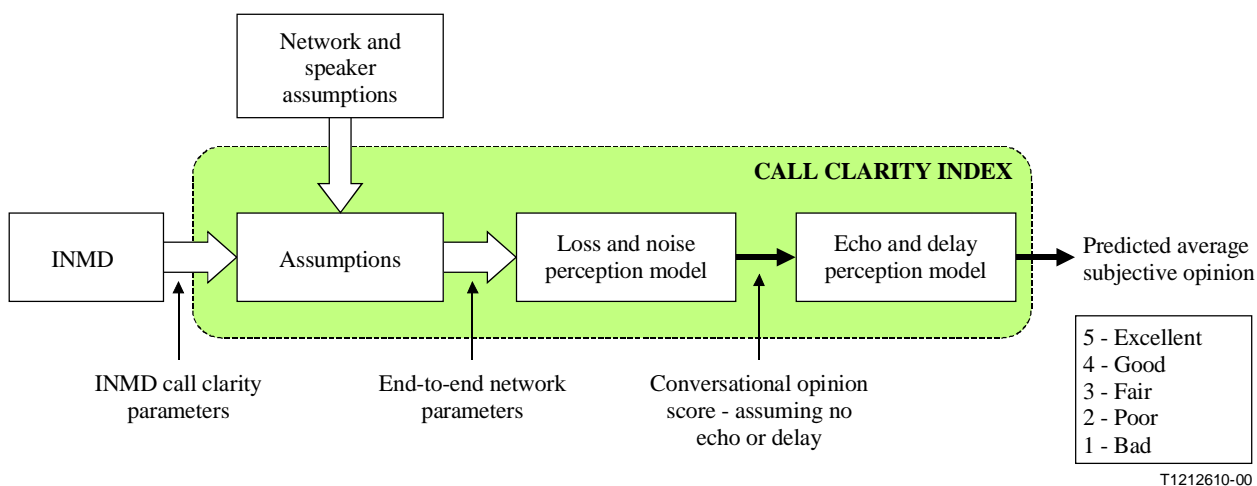 Network and
speaker
assumptions
CALL CLARITY INDEX
INMD
Assumptions
Loss and noise
perception model
Echo and delay
perception model
Predicted average
subjective opinion
INMD call clarity
parameters
End-to-end network
parameters
Conversational opinion
score - assuming no
echo or delay
5 - Excellent
4 - Good
3 - Fair
2 - Poor
1 - Bad
T1212610-00